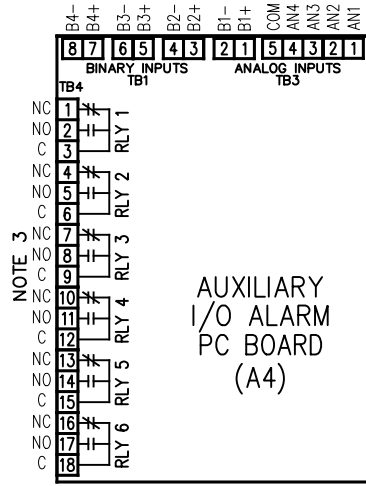 B4- B4+ B3- B3+ B2- B2+ B1- B1+ COM AN4 AN3 AN2 AN1
8 7 6 5 4 3 2 1 5 4 3 2 1
BINARY INPUTS ANALOG INPUTS
TB1 TB3
TB4
NC 1
NO 2 RLY 1
C 3
NC 4
NO 5 RLY 2
C 6
NC 7
NO 8 RLY 3
C 9
NOTE 3
NC 10
NO 11 RLY 4
C 12
NC 13
NO 14 RLY 5
C 15
NC 16
NO 17 RLY 6
C 18
AUXILIARY
I/O ALARM
PC BOARD
(A4)